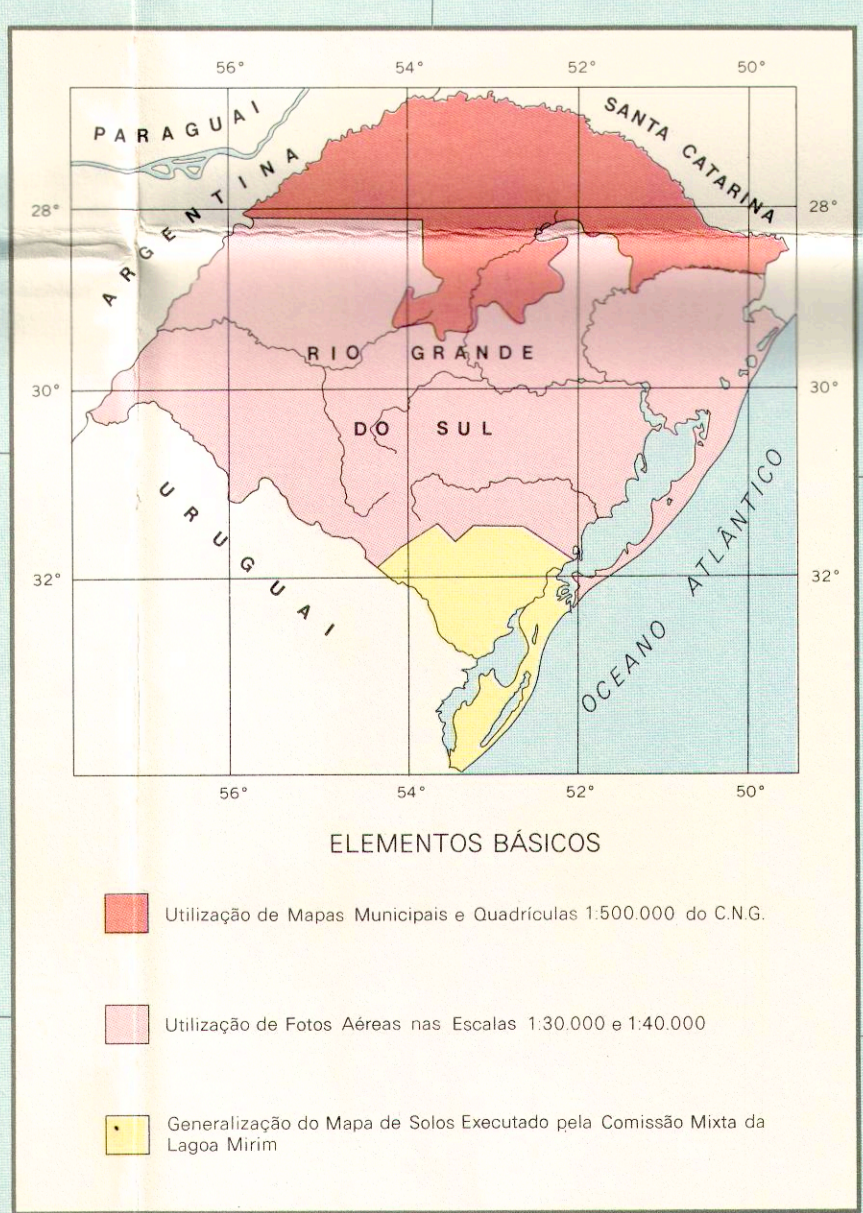 56° 54° 52° 50°
PARAGUAI
SANTA CATARINA
ARGENTINA
28° 28°
RIO GRANDE
30° 30°
DO SUL
URUGUAI
OCEANO ATLÂNTICO
32° 32°
56° 54° 52° 50°
ELEMENTOS BÁSICOS
Utilização de Mapas Municipais e Quadrículas 1:500.000 do C.N.G.
Utilização de Fotos Aéreas nas Escalas 1:30.000 e 1:40.000
Generalização do Mapa de Solos Executado pela Comissão Mixta da
Lagoa Mirim